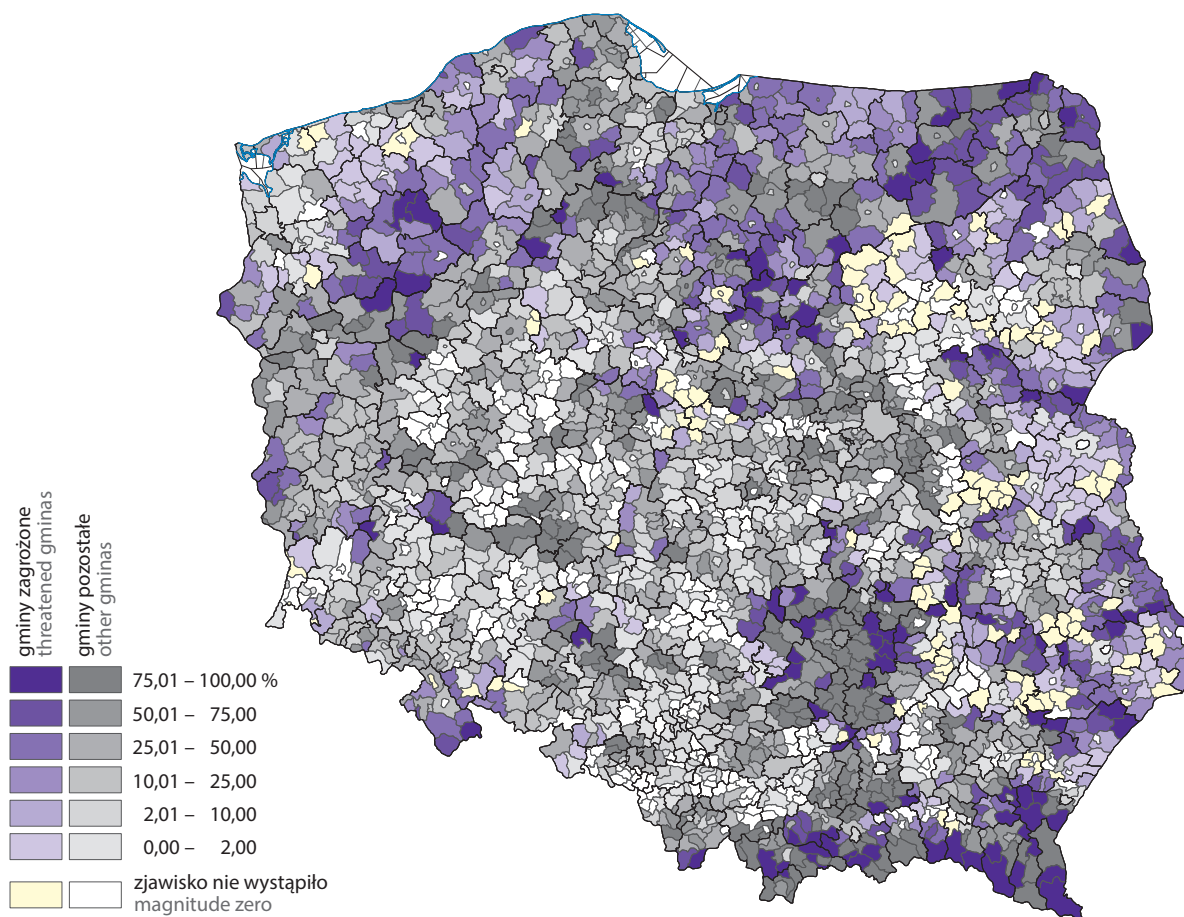 gminy zagrożone
threatened gminas
gminy pozostałe
other gminas
75,01 – 100,00 %
50,01 – 75,00
25,01 – 50,00
10,01 – 25,00
2,01 – 10,00
0,00 – 2,00
zjawisko nie wystąpiło
magnitude zero